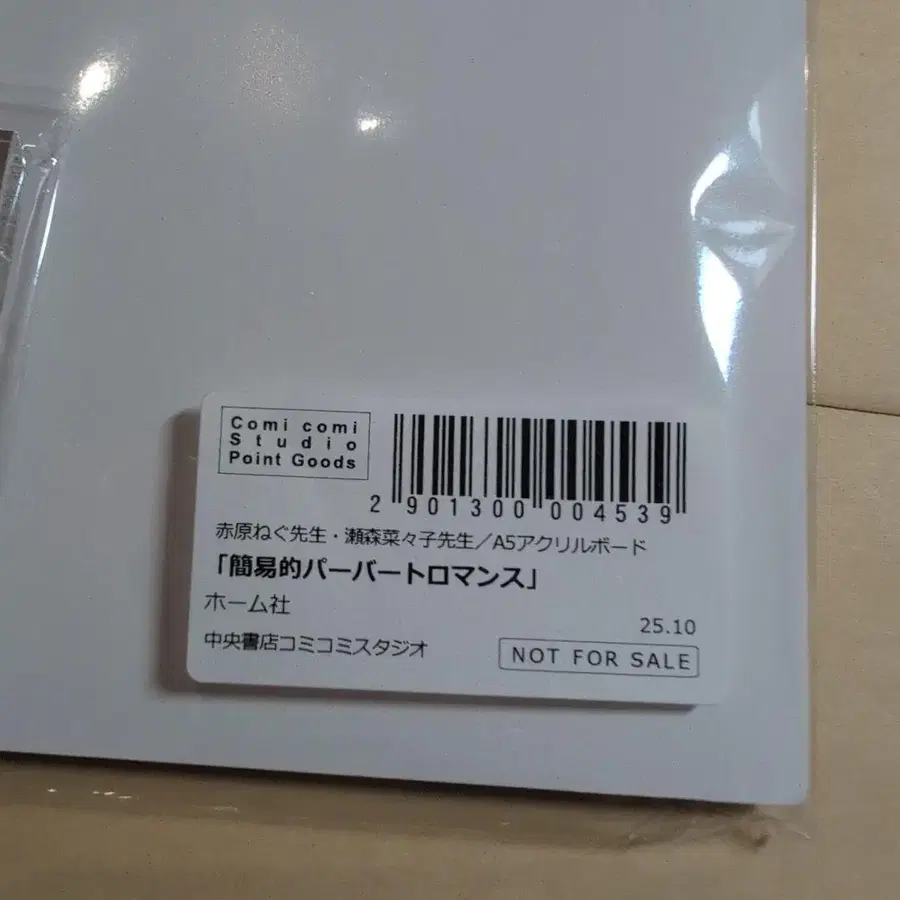 Comi comi
Studio
Point Goods
2 901300 004539
赤原ねぐ先生・瀬森菜々子先生／A5アクリルボード
「簡易的パーバートロマンス」
ホーム社
25.10
中央書店コミコミスタジオ
NOT FOR SALE